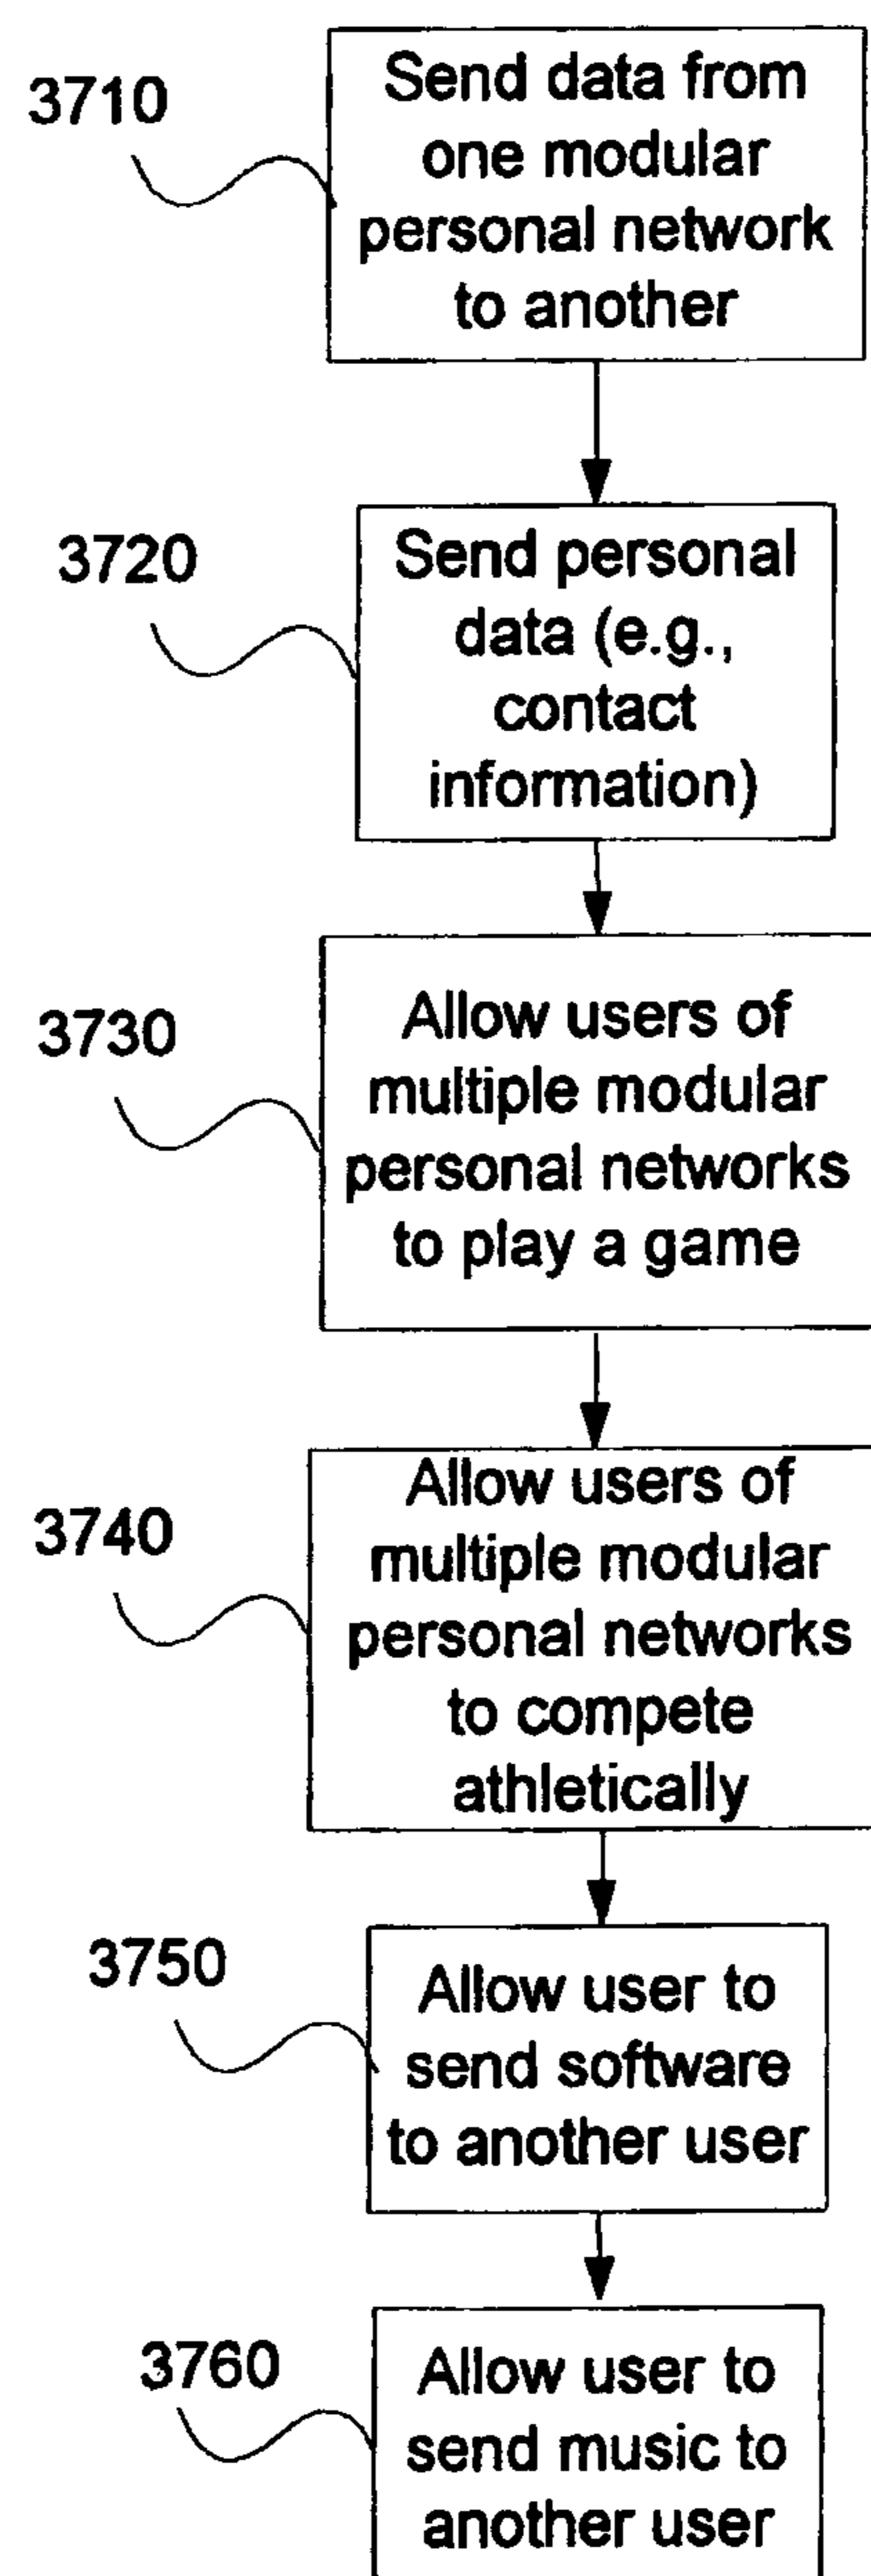 3710
Send data from
one modular
personal network
to another
3720
Send personal
data (e.g.,
contact
information)
3730
Allow users of
multiple modular
personal networks
to play a game
3740
Allow users of
multiple modular
personal networks
to compete
athletically
3750
Allow user to
send software
to another user
3760
Allow user to
send music to
another user